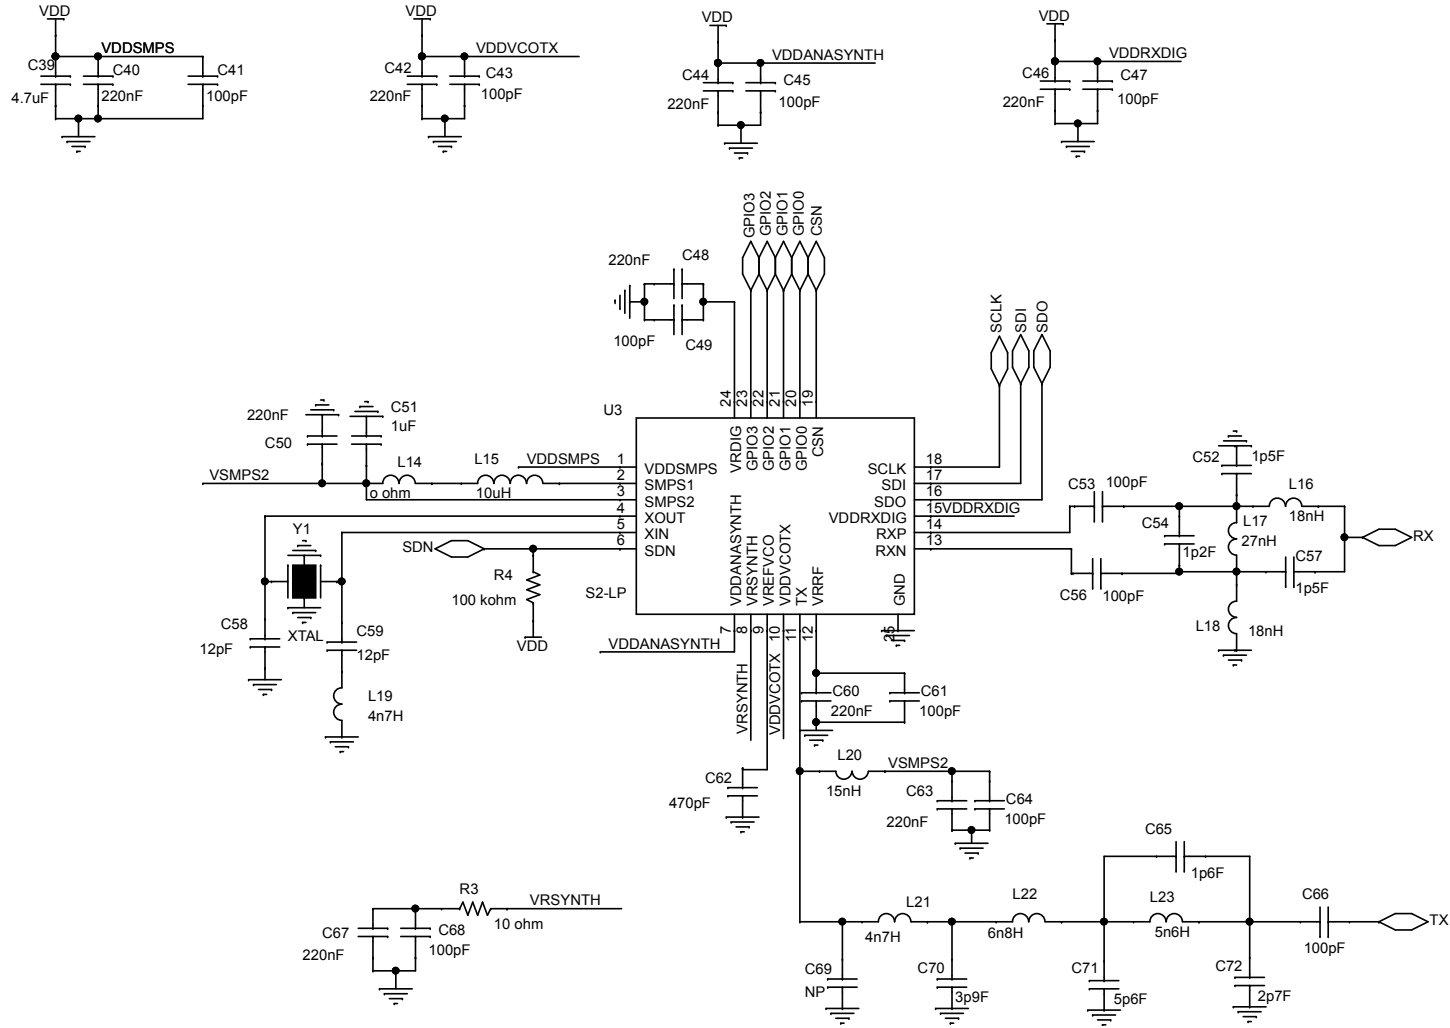 VDD
VDDSMPS
C39
4.7uF
C40
220nF
C41
100pF
VDD
VDDVCOTX
C42
220nF
C43
100pF
VDD
VDDANASYNTH
C44
220nF
C45
100pF
VDD
VDDRXDIG
C46
220nF
C47
100pF
GPIO3
GPIO2
GPIO1
GPIO0
CSN
220nF
C48
100pF
C49
SCLK
SDI
SDO
24
23
22
21
20
19
U3
VRDIG
GPIO3
GPIO2
GPIO1
GPIO0
CSN
220nF
C50
C51
1uF
VSMPS2
L14
o ohm
L15
10uH
VDDSMPS
1
2
3
4
5
6
VDDSMPS
SMPS1
SMPS2
XOUT
XIN
SDN
SCLK
SDI
SDO
VDDRXDIG
RXP
RXN
18
17
16
15
14
13
VDDRXDIG
VDDANASYNTH
VRSYNTH
VREFVCO
VDDVCOTX
TX
VRRF
GND
7
8
9
10
11
12
25
S2-LP
SDN
R4
100 kohm
VDD
Y1
XTAL
C58
12pF
C59
12pF
L19
4n7H
C53
100pF
C52
1p5F
L16
18nH
C54
1p2F
L17
27nH
C57
1p5F
RX
C56
100pF
L18
18nH
VDDANASYNTH
VRSYNTH
VDDVCOTX
C60
220nF
C61
100pF
C62
470pF
L20
15nH
VSMPS2
C63
220nF
C64
100pF
C65
1p6F
R3
10 ohm
VRSYNTH
C67
220nF
C68
100pF
L21
4n7H
L22
6n8H
L23
5n6H
C66
100pF
TX
C69
NP
C70
3p9F
C71
5p6F
C72
2p7F